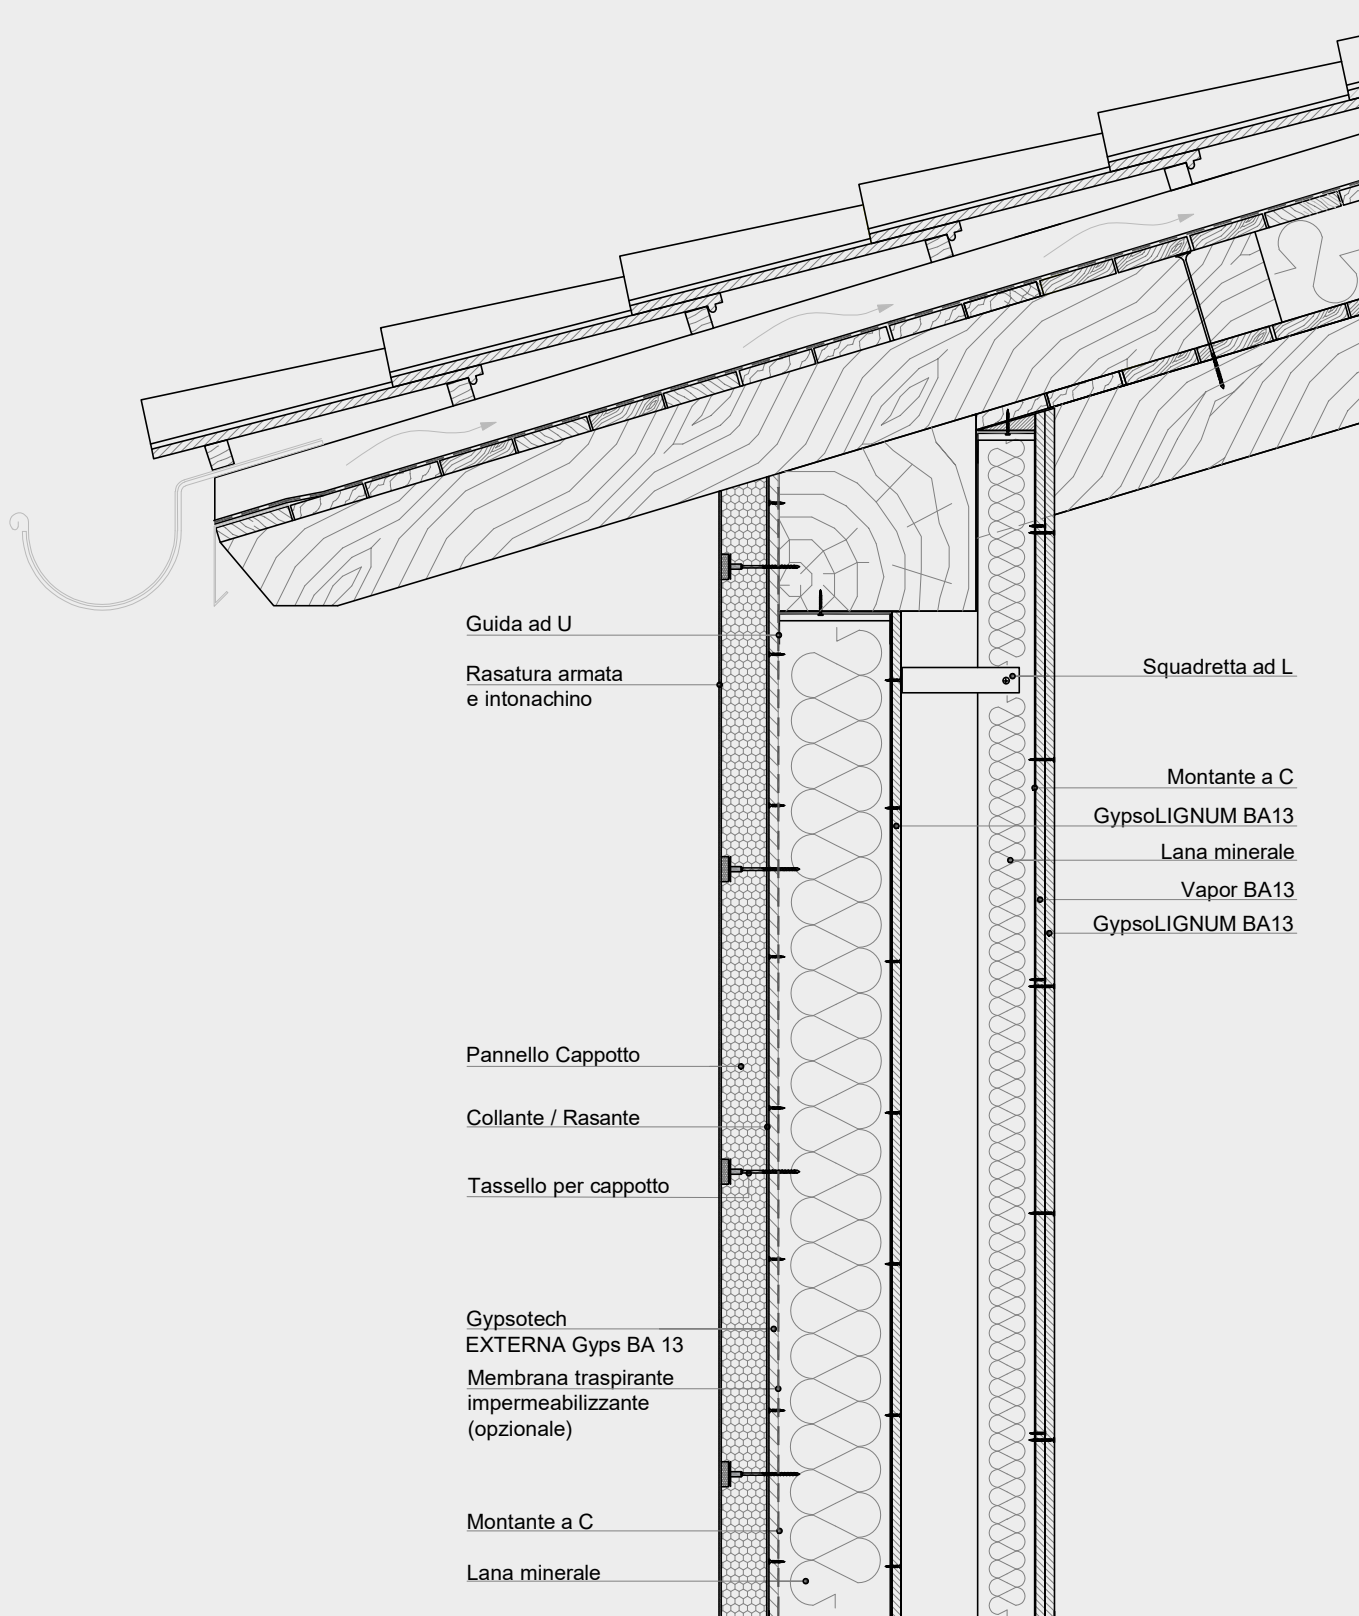 Guida ad U
Rasatura armata
e intonachino
Pannello Cappotto
Collante / Rasante
Tassello per cappotto
Gypsotech
EXTERNA Gyps BA 13
Membrana traspirante
impermeabilizzante
(opzionale)
Montante a C
Lana minerale
Squadretta ad L
Montante a C
GypsoLIGNUM BA13
Lana minerale
Vapor BA13
GypsoLIGNUM BA13